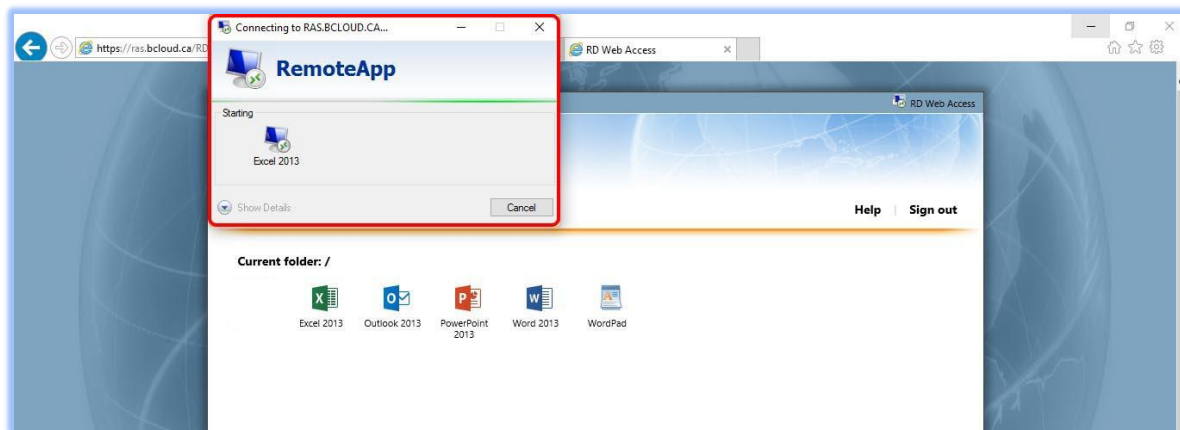 Connecting to RAS.BCLOUD.CA...
https://ras.bcloud.ca/RD
RD Web Access
RemoteApp
RD Web Access
Starting
Excel 2013
Show Details
Cancel
Help | Sign out
Current folder: /
Excel 2013 Outlook 2013 PowerPoint 2013 Word 2013 WordPad